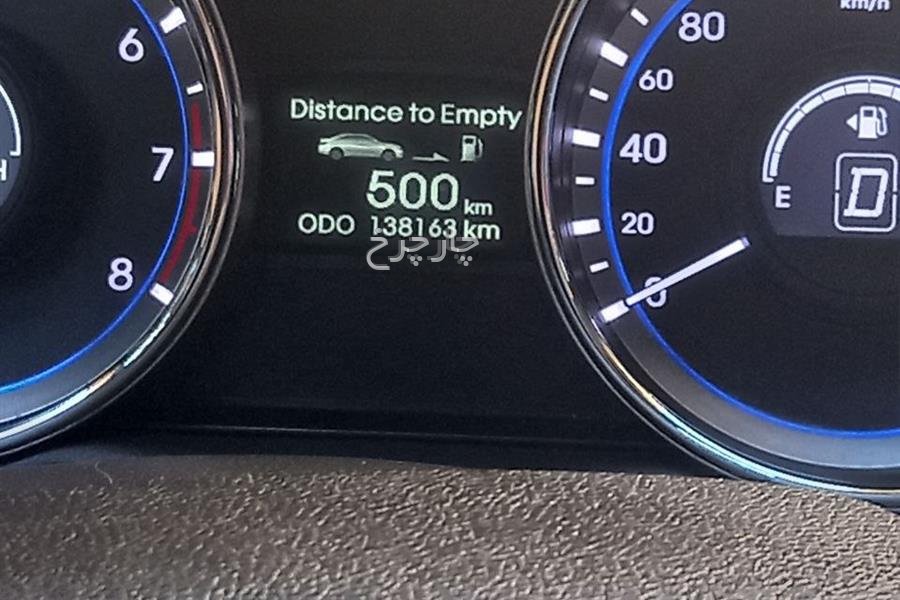 6
7
8
H
Distance to Empty
500 km
ODO 138163 km
چارچرخ
km/h
80
60
40
20
0
E
D